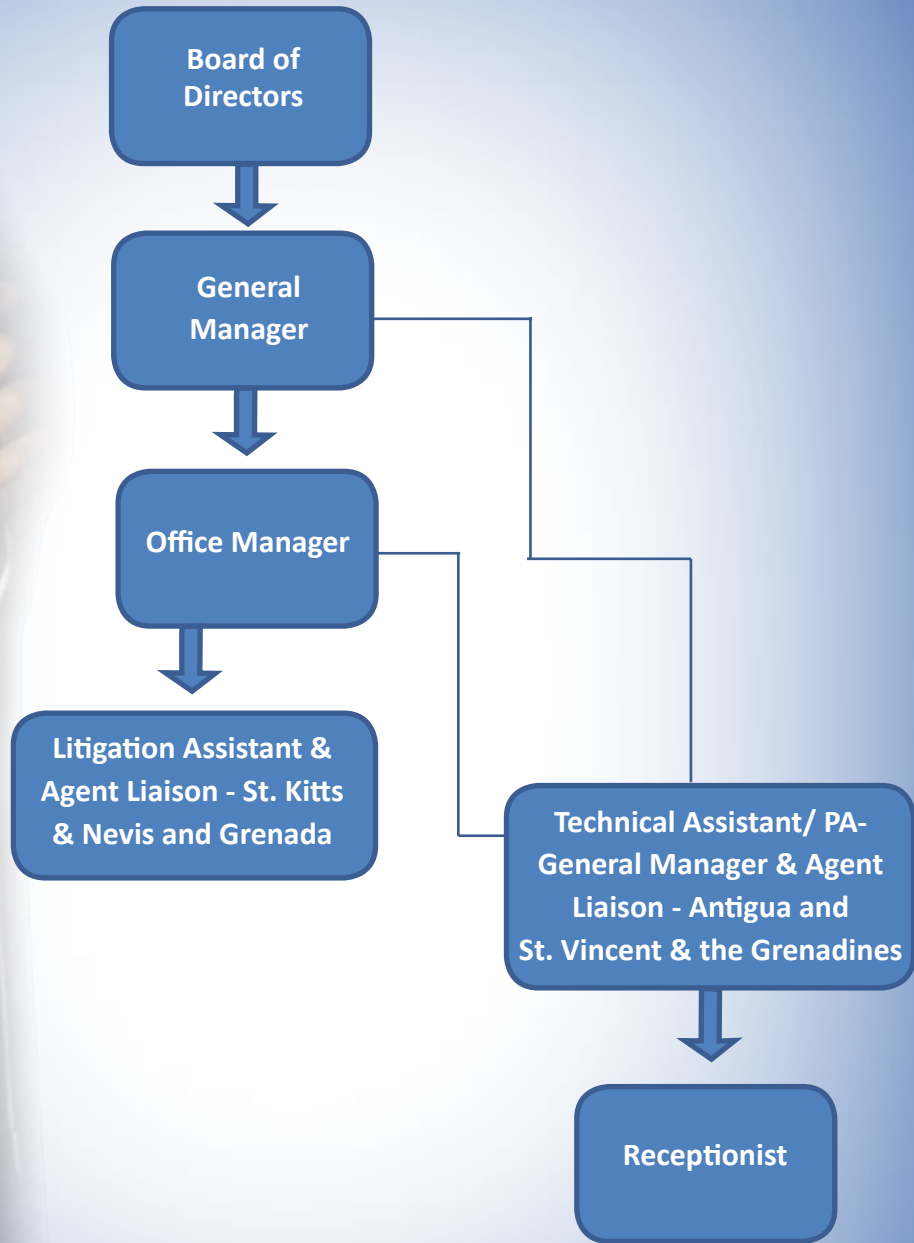 Board of
Directors
General
Manager
Office Manager
Litigation Assistant &
Agent Liaison - St. Kitts
& Nevis and Grenada
Technical Assistant/ PA-
General Manager & Agent
Liaison - Antigua and
St. Vincent & the Grenadines
Receptionist